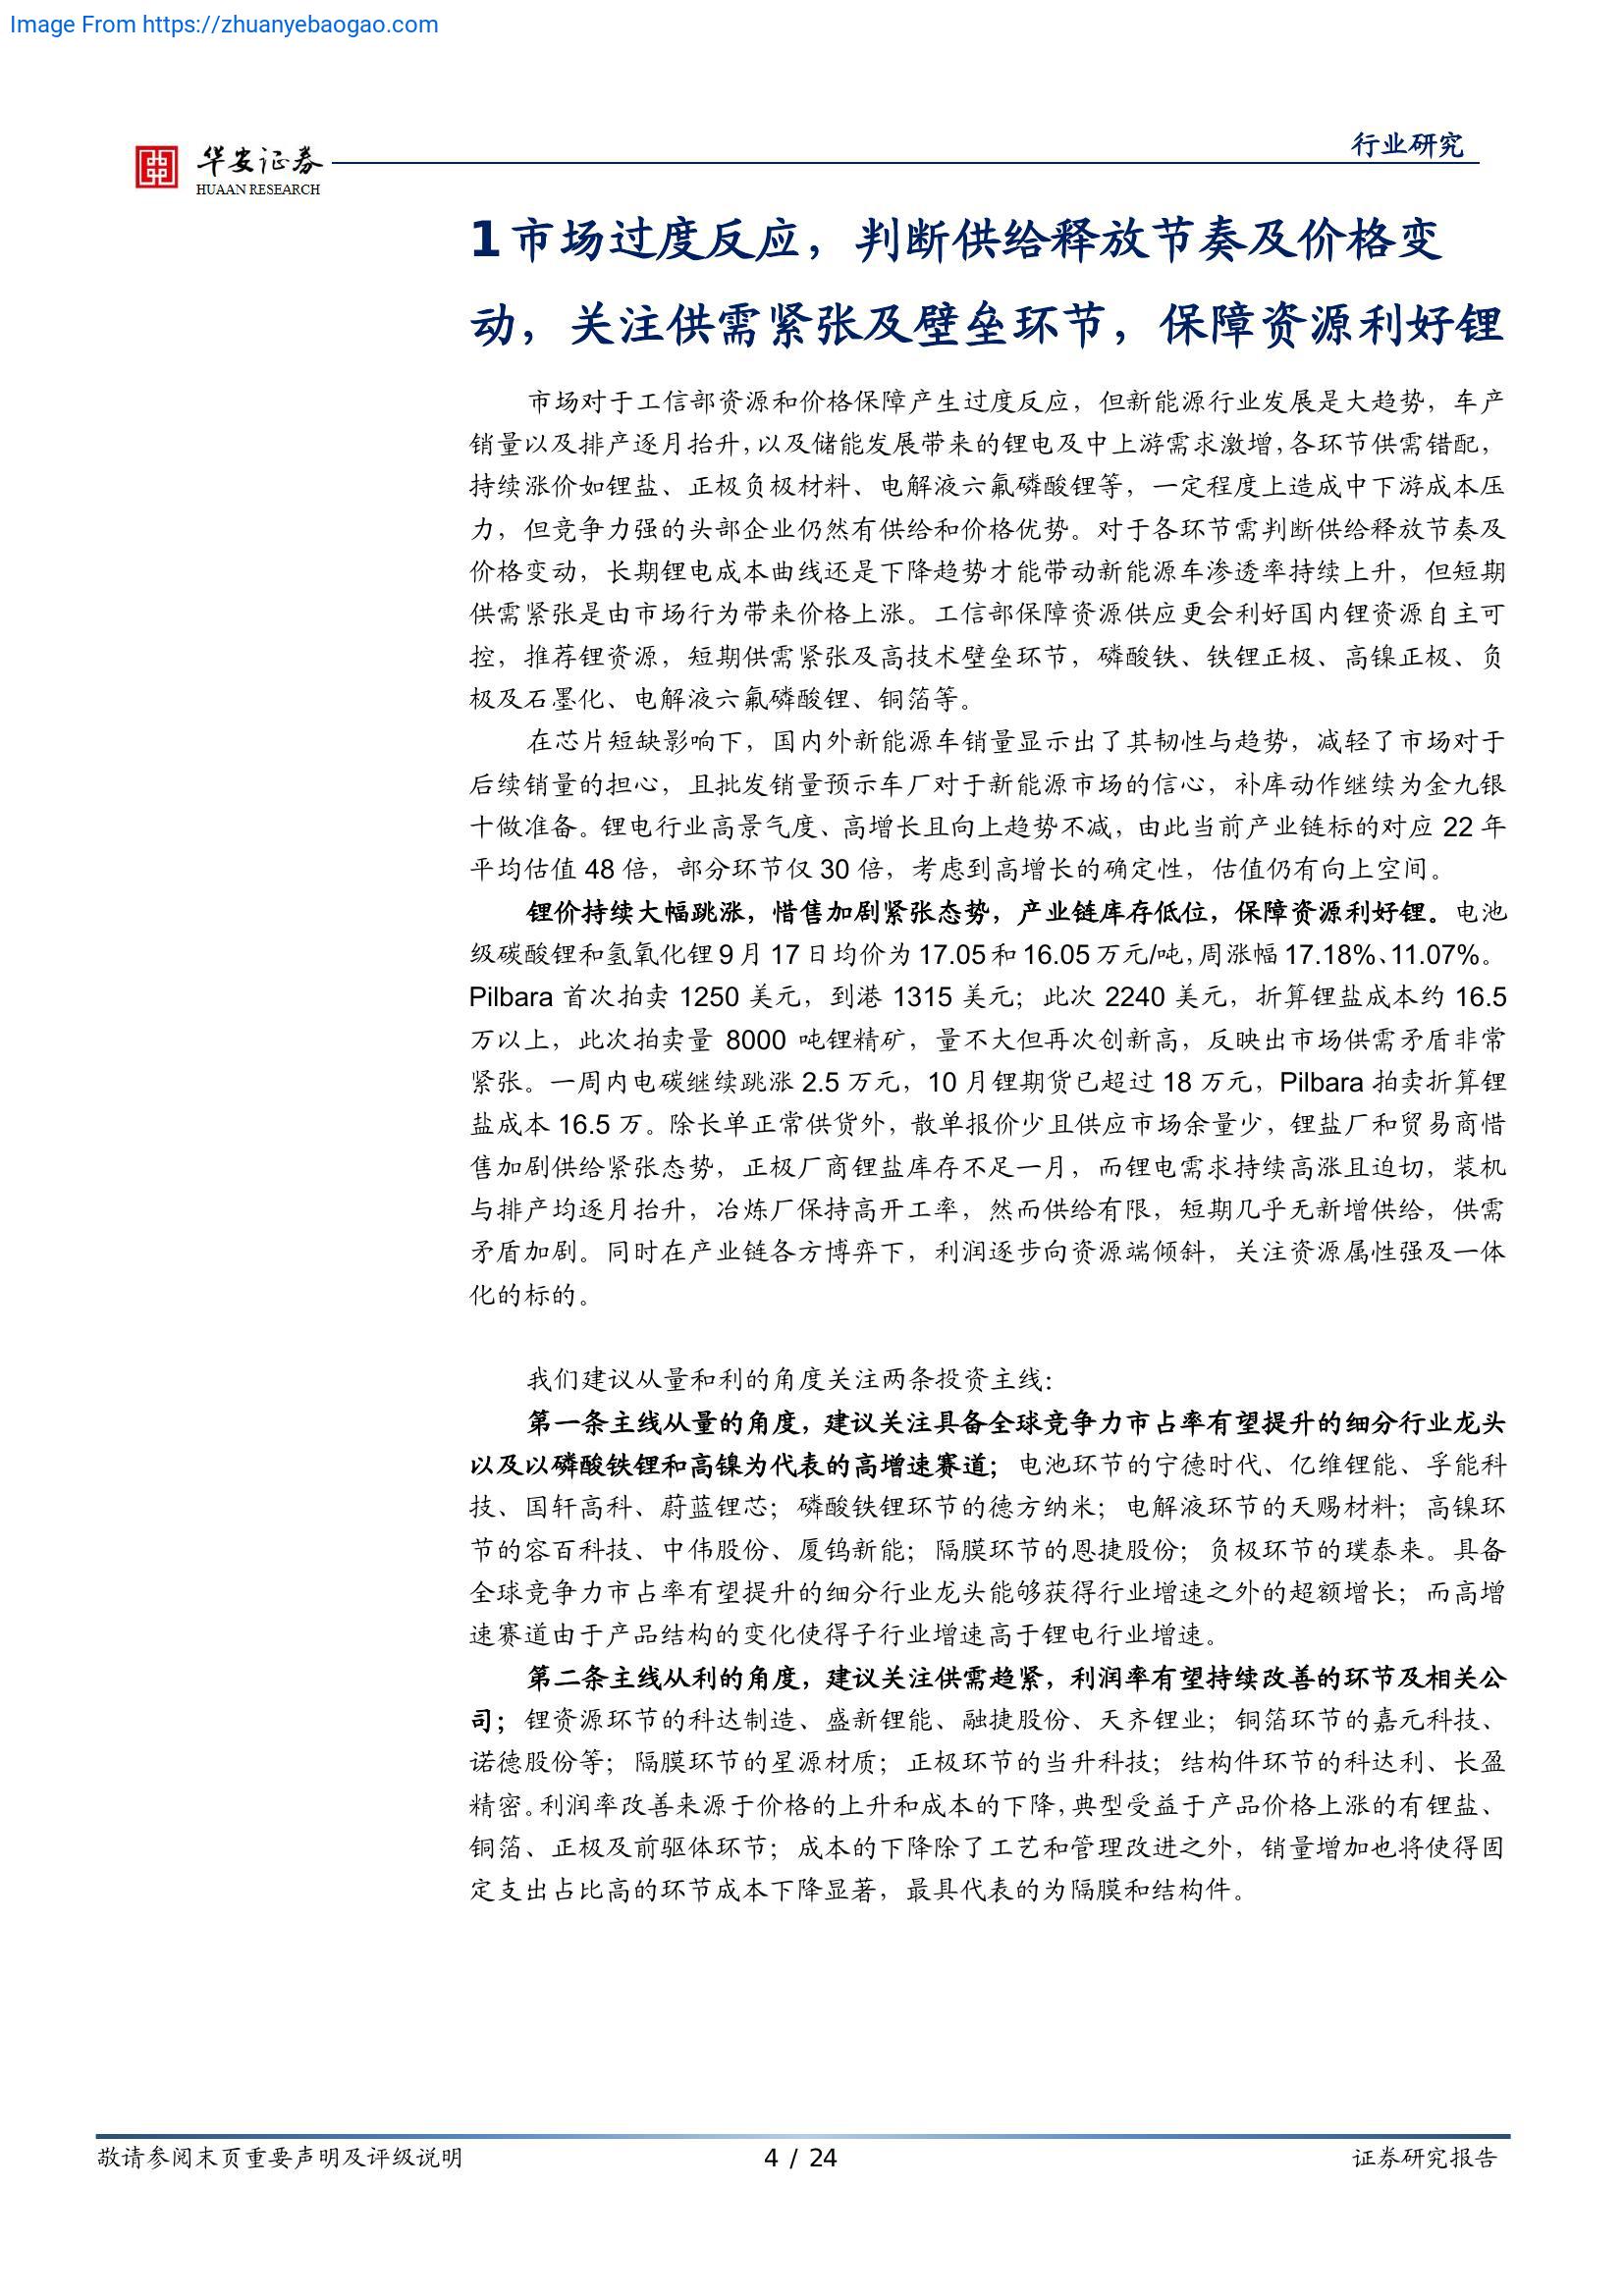 Image From https://zhuanyebaogao.com
华安证券
HUAAN RESEARCH
行业研究
1 市场过度反应，判断供给释放节奏及价格变
动，关注供需紧张及壁垒环节，保障资源利好锂
市场对于工信部资源和价格保障产生过度反应，但新能源行业发展是大趋势，车产
销量以及排产逐月抬升，以及储能发展带来的锂电及中上游需求激增，各环节供需错配，
持续涨价如锂盐、正极负极材料、电解液六氟磷酸锂等，一定程度上造成中下游成本压
力，但竞争力强的头部企业仍然有供给和价格优势。对于各环节需判断供给释放节奏及
价格变动，长期锂电成本曲线还是下降趋势才能带动新能源车渗透率持续上升，但短期
供需紧张是由市场行为带来价格上涨。工信部保障资源供应更会利好国内锂资源自主可
控，推荐锂资源，短期供需紧张及高技术壁垒环节，磷酸铁、铁锂正极、高镍正极、负
极及石墨化、电解液六氟磷酸锂、铜箔等。
在芯片短缺影响下，国内外新能源车销量显示出了其韧性与趋势，减轻了市场对于
后续销量的担心，且批发销量预示车厂对于新能源市场的信心，补库动作继续为金九银
十做准备。锂电行业高景气度、高增长且向上趋势不减，由此当前产业链标的对应 22 年
平均估值 48 倍，部分环节仅 30 倍，考虑到高增长的确定性，估值仍有向上空间。
锂价持续大幅跳涨，惜售加剧紧张态势，产业链库存低位，保障资源利好锂。电池
级碳酸锂和氢氧化锂 9 月 17 日均价为 17.05 和 16.05 万元/吨，周涨幅 17.18%、11.07%。
Pilbara 首次拍卖 1250 美元，到港 1315 美元；此次 2240 美元，折算锂盐成本约 16.5
万以上，此次拍卖量 8000 吨锂精矿，量不大但再次创新高，反映出市场供需矛盾非常
紧张。一周内电碳继续跳涨 2.5 万元，10 月锂期货已超过 18 万元，Pilbara 拍卖折算锂
盐成本 16.5 万。除长单正常供货外，散单报价少且供应市场余量少，锂盐厂和贸易商惜
售加剧供给紧张态势，正极厂商锂盐库存不足一月，而锂电需求持续高涨且迫切，装机
与排产均逐月抬升，冶炼厂保持高开工率，然而供给有限，短期几乎无新增供给，供需
矛盾加剧。同时在产业链各方博弈下，利润逐步向资源端倾斜，关注资源属性强及一体
化的标的。
我们建议从量和利的角度关注两条投资主线：
第一条主线从量的角度，建议关注具备全球竞争力市占率有望提升的细分行业龙头
以及以磷酸铁锂和高镍为代表的高增速赛道；电池环节的宁德时代、亿维锂能、孚能科
技、国轩高科、蔚蓝锂芯；磷酸铁锂环节的德方纳米；电解液环节的天赐材料；高镍环
节的容百科技、中伟股份、厦钨新能；隔膜环节的恩捷股份；负极环节的璞泰来。具备
全球竞争力市占率有望提升的细分行业龙头能够获得行业增速之外的超额增长；而高增
速赛道由于产品结构的变化使得子行业增速高于锂电行业增速。
第二条主线从利的角度，建议关注供需趋紧，利润率有望持续改善的环节及相关公
司；锂资源环节的科达制造、盛新锂能、融捷股份、天齐锂业；铜箔环节的嘉元科技、
诺德股份等；隔膜环节的星源材质；正极环节的当升科技；结构件环节的科达利、长盈
精密。利润率改善来源于价格的上升和成本的下降，典型受益于产品价格上涨的有锂盐、
铜箔、正极及前驱体环节；成本的下降除了工艺和管理改进之外，销量增加也将使得固
定支出占比高的环节成本下降显著，最具代表的为隔膜和结构件。
敬请参阅末页重要声明及评级说明
4 / 24
证券研究报告